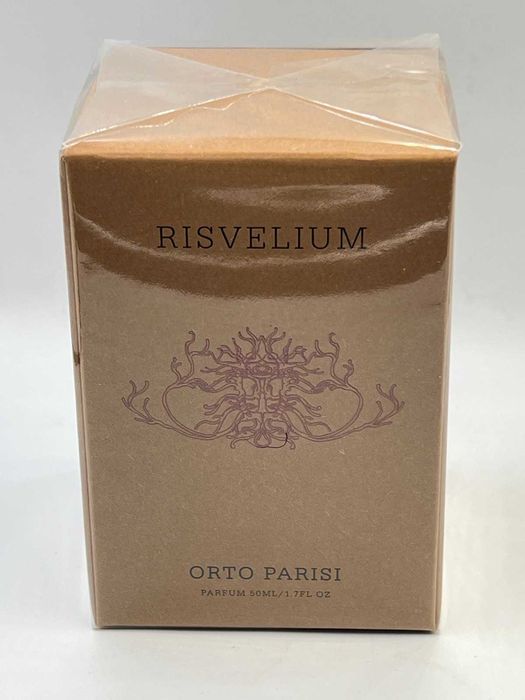 RISVELIUM
ORTO PARISI
PARFUM 50ML/1.7FL OZ